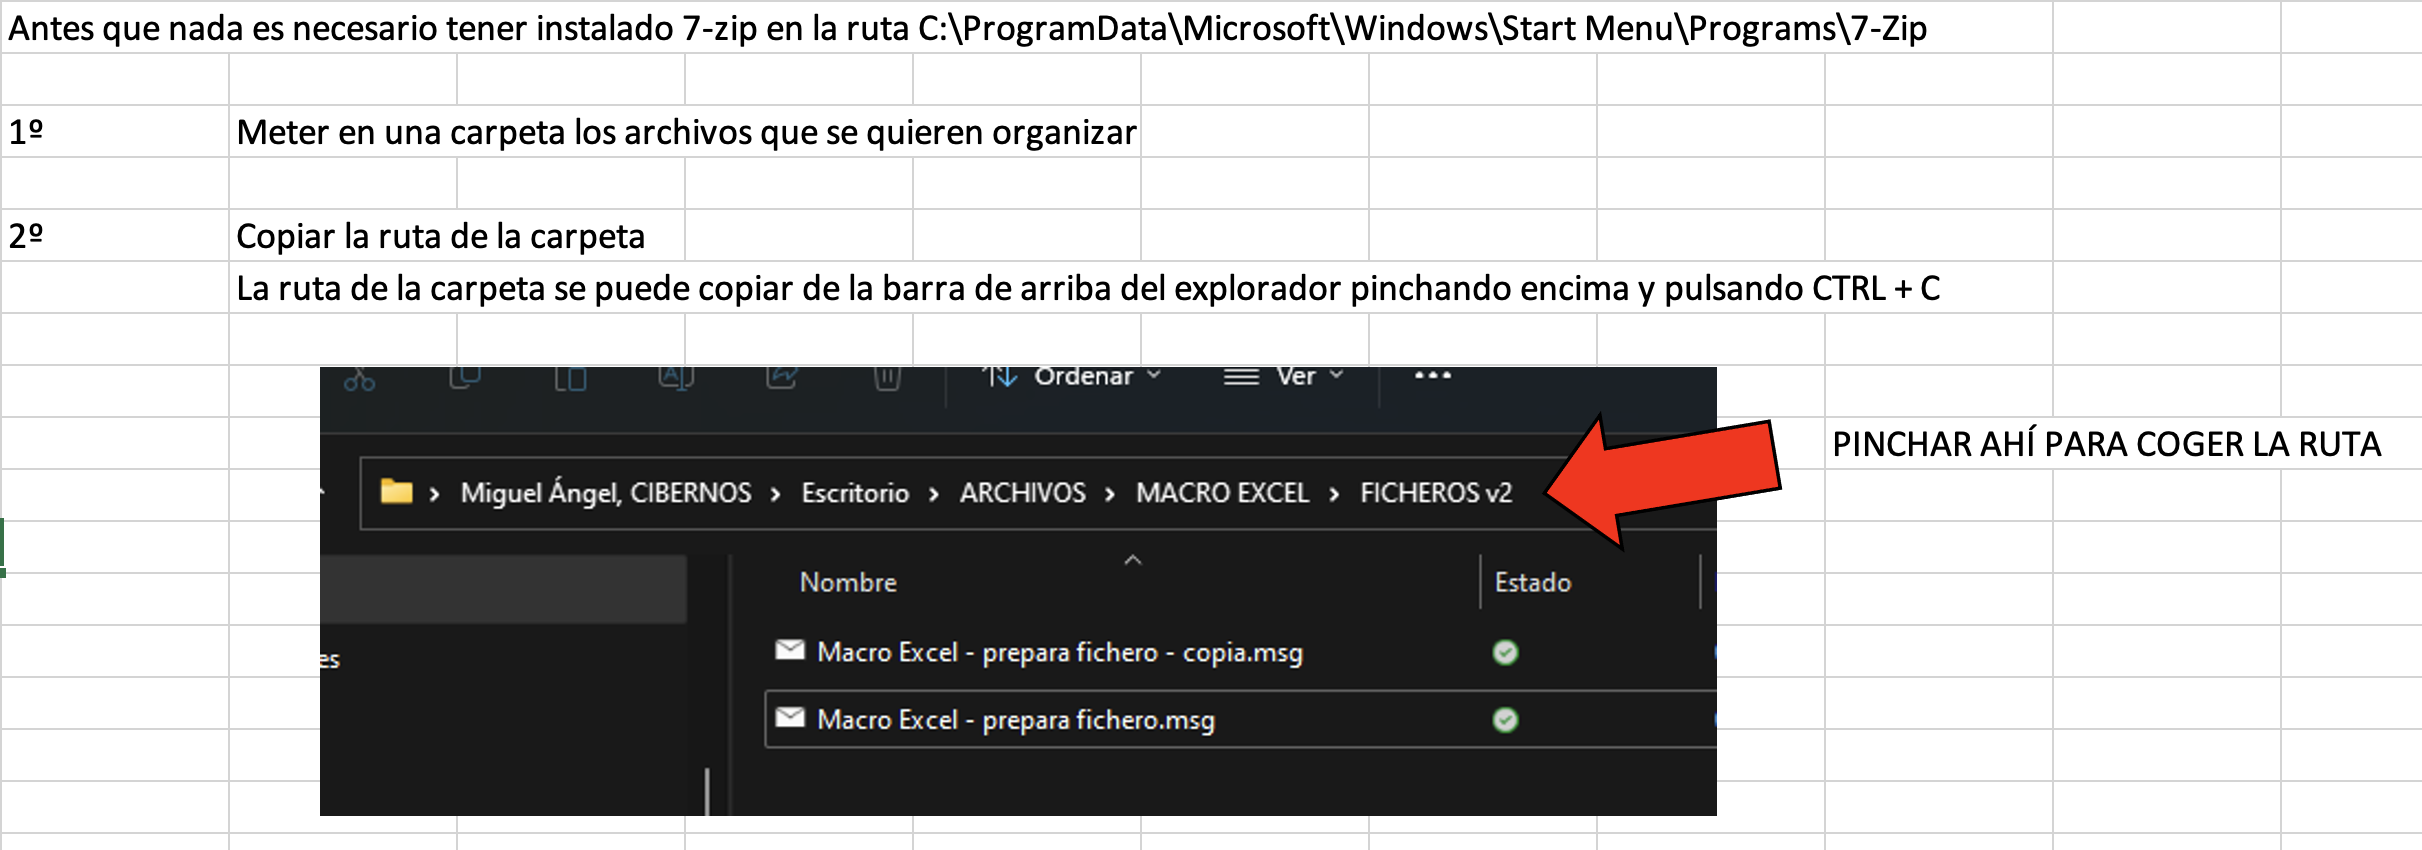 Antes que nada es necesario tener instalado 7-zip en la ruta C:\ProgramData\Microsoft\Windows\Start Menu\Programs\7-Zip
1º Meter en una carpeta los archivos que se quieren organizar
2º Copiar la ruta de la carpeta
La ruta de la carpeta se puede copiar de la barra de arriba del explorador pinchando encima y pulsando CTRL + C
Ordenar Ver
PINCHAR AHÍ PARA COGER LA RUTA
Miguel Ángel, CIBERNOS > Escritorio > ARCHIVOS > MACRO EXCEL > FICHEROS v2
Nombre Estado
Macro Excel - prepara fichero - copia.msg
es
Macro Excel - prepara fichero.msg